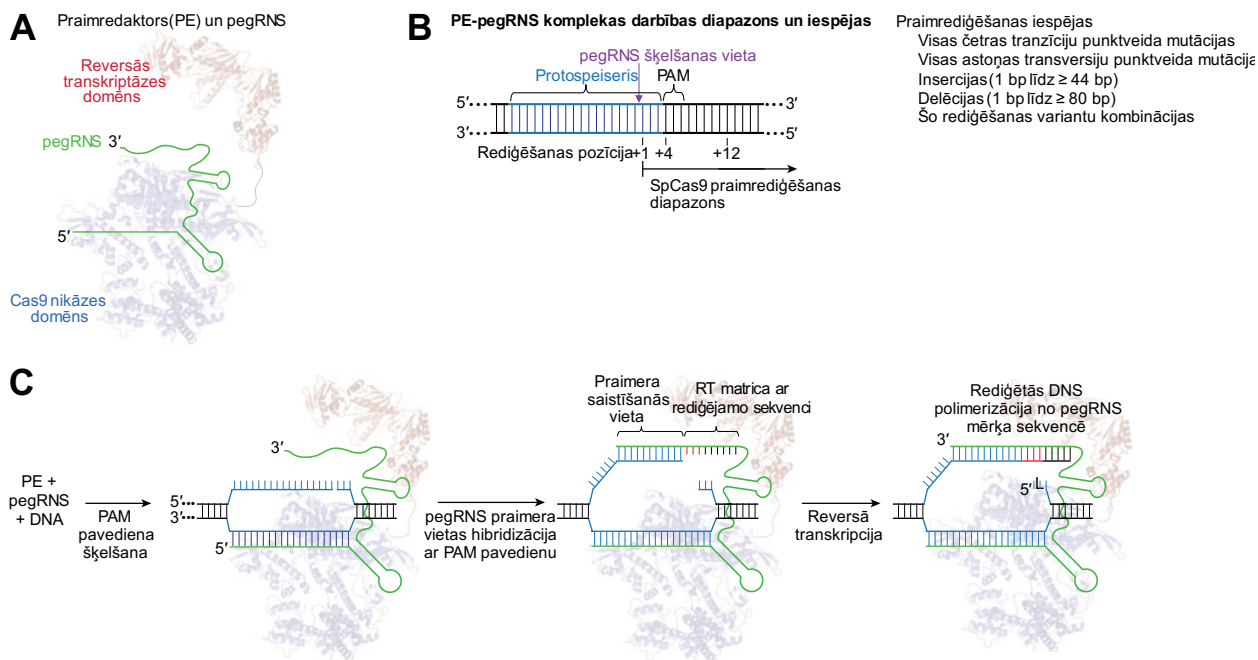 A
Praimredaktors(PE) un pegRNS
Reversās
transkriptāzes
domēns
pegRNS
3′
5′
Cas9 nikāzes
domēns
B
PE-pegRNS komplekas darbības diapazons un iespējas
pegRNS šķelšanas vieta
Protospeiseris
PAM
5′
3′
3′
5′
Rediģēšanas pozīcija
+1
+4
+12
SpCas9 praimrediģēšanas
diapazons
Praimrediģēšanas iespējas
Visas četras tranzīciju punktveida mutācijas
Visas astoņas transversiju punktveida mutācija
Insercijas (1 bp līdz ≥ 44 bp)
Delēcijas (1 bp līdz ≥ 80 bp)
Šo rediģēšanas variantu kombinācijas
C
PE +
pegRNS
+ DNA
PAM
pavediena
šķelšana
3′
5′
3′
5′
pegRNS praimera
vietas hibridizācija
ar PAM pavedienu
Praimera
saistīšanās
vieta
RT matrica ar
rediģējamo sekvenci
Reversā
transkripcija
Rediģētās DNS
polimerizācija no pegRNS
mērķa sekvencē
3′
5′